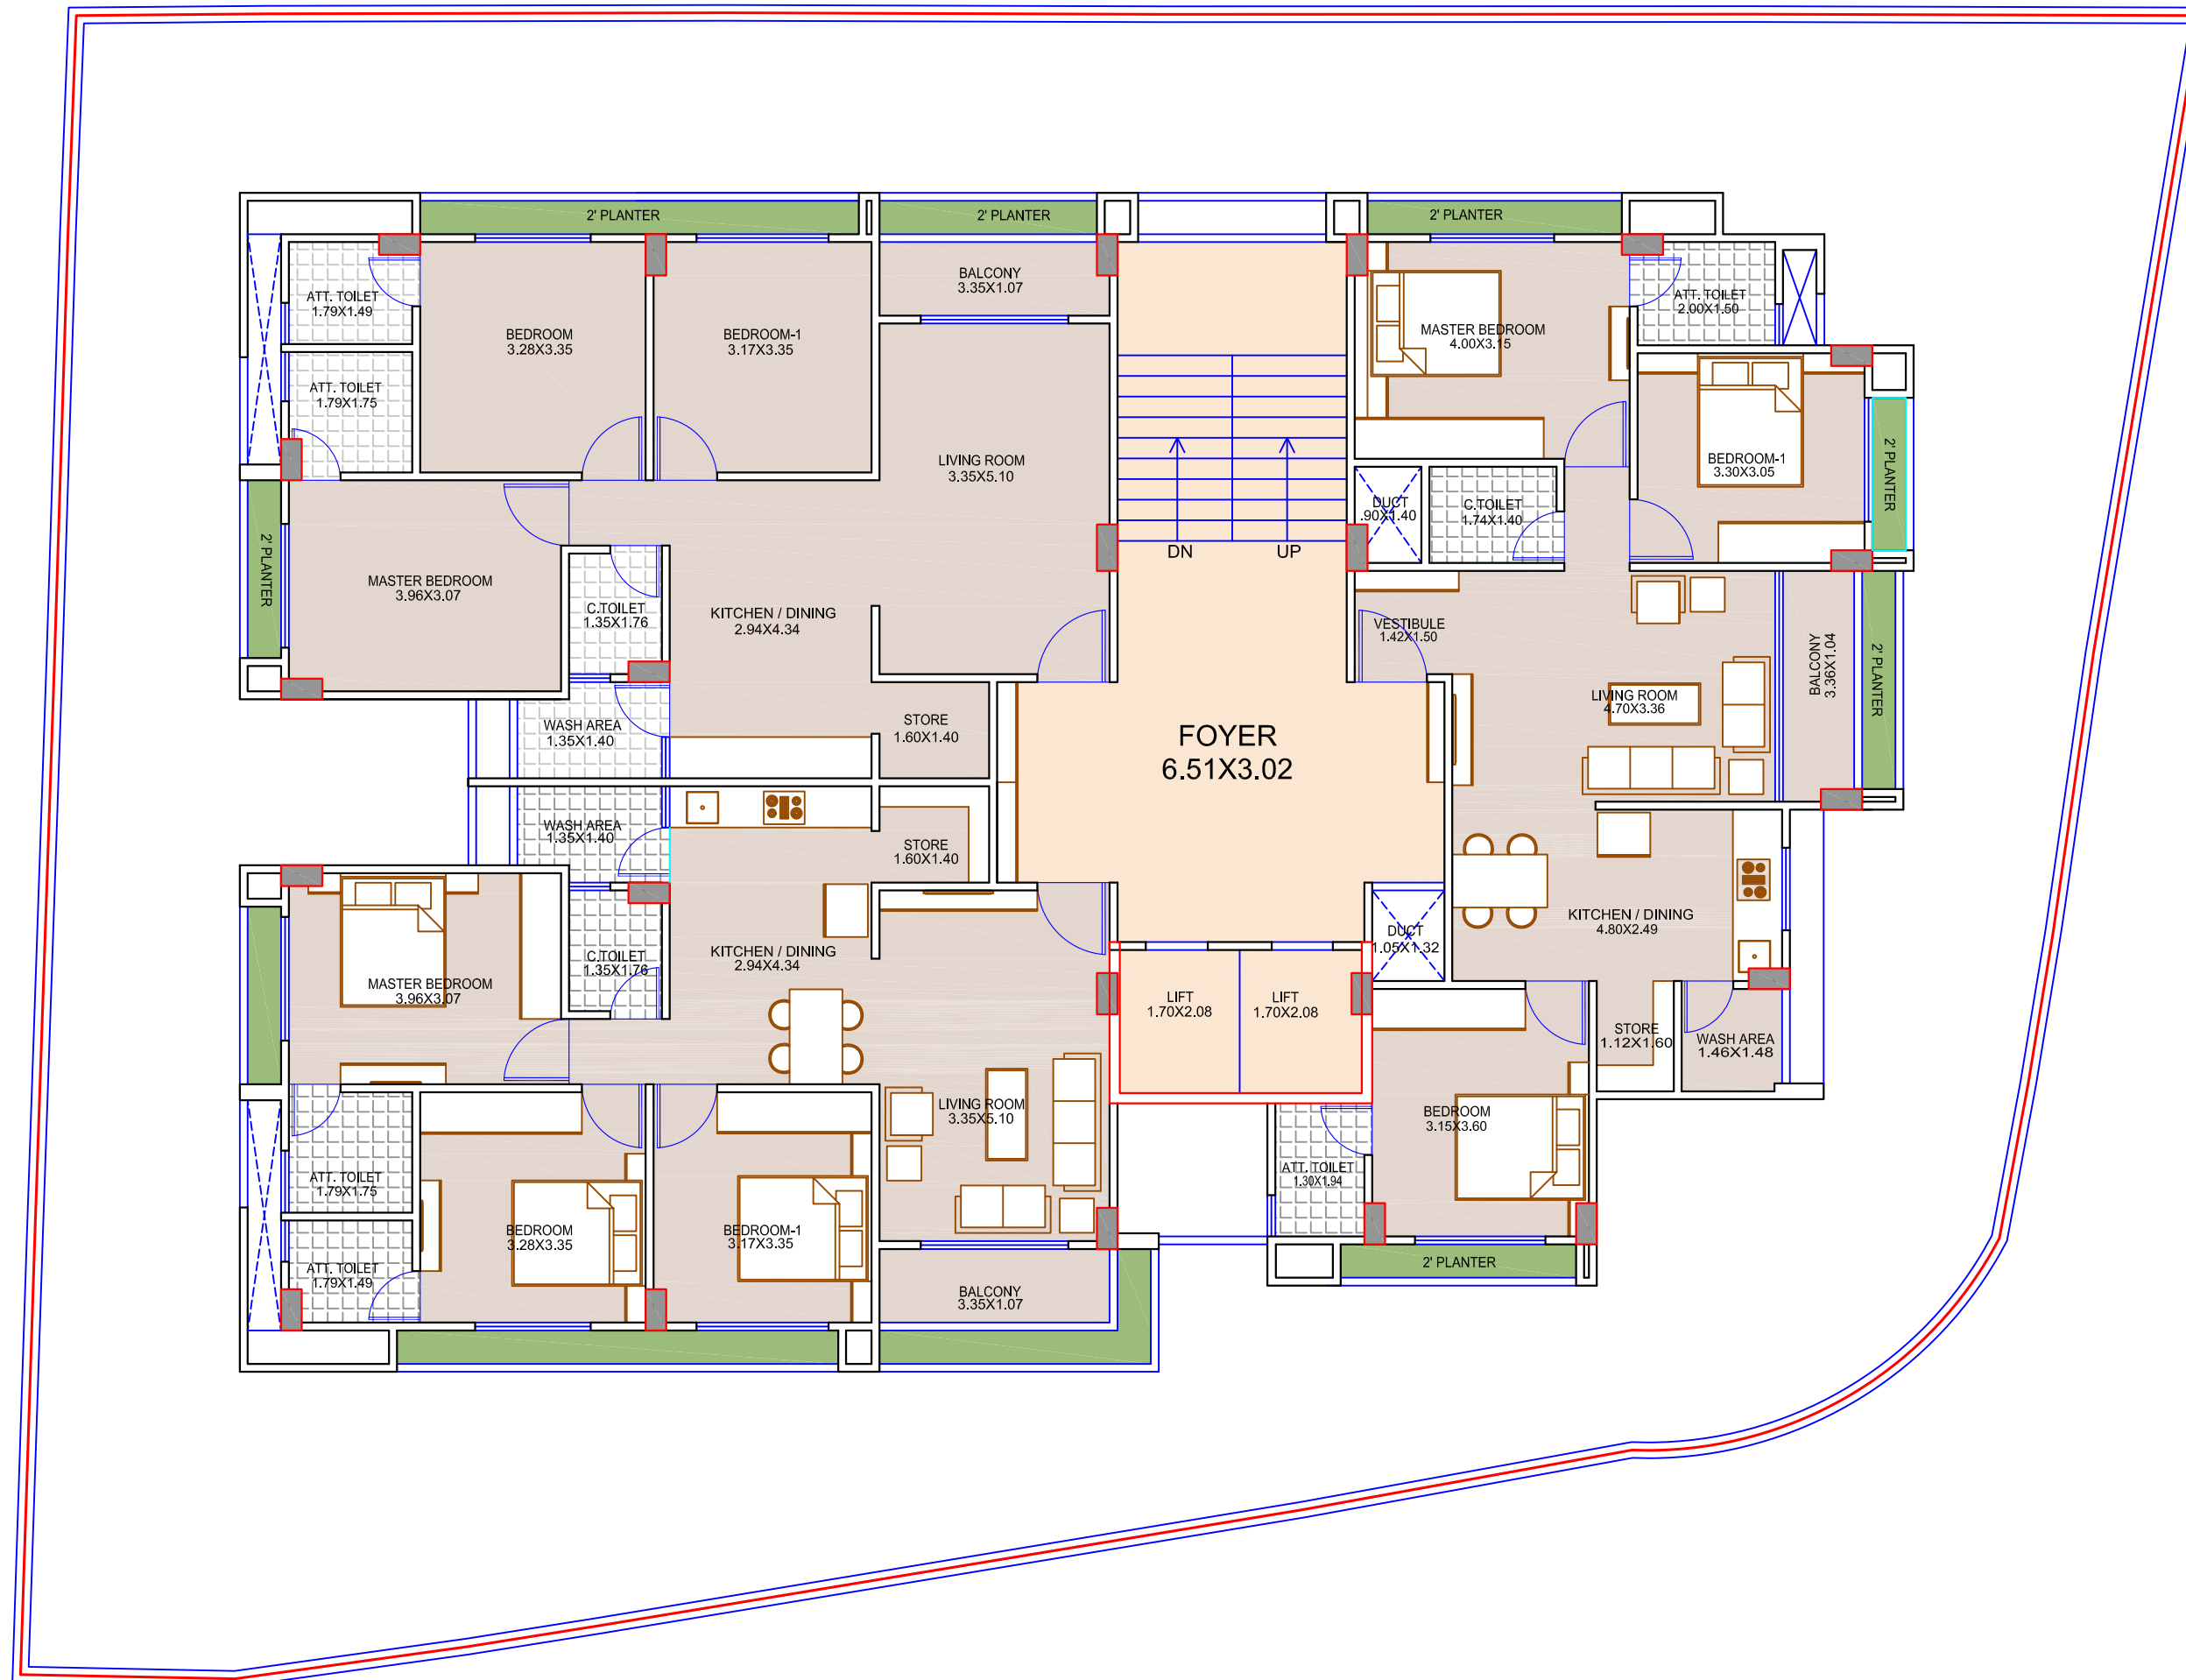 2' PLANTER
2' PLANTER
2' PLANTER
ATT. TOILET
1.79X1.49
BEDROOM
3.28X3.35
BEDROOM-1
3.17X3.35
BALCONY
3.35X1.07
MASTER BEDROOM
4.00X3.15
ATT. TOILET
2.00X1.50
ATT. TOILET
1.79X1.75
LIVING ROOM
3.35X5.10
BEDROOM-1
3.30X3.05
2' PLANTER
DUCT
.90X1.40
C.TOILET
1.74X1.40
DN
UP
2' PLANTER
MASTER BEDROOM
3.96X3.07
C.TOILET
1.35X1.76
KITCHEN / DINING
2.94X4.34
VESTIBULE
1.42X1.50
BALCONY
3.36X1.04
2' PLANTER
LIVING ROOM
4.70X3.36
WASH AREA
1.35X1.40
STORE
1.60X1.40
FOYER
6.51X3.02
WASH AREA
1.35X1.40
STORE
1.60X1.40
KITCHEN / DINING
4.80X2.49
DUCT
1.05X1.32
MASTER BEDROOM
3.96X3.07
C.TOILET
1.35X1.76
KITCHEN / DINING
2.94X4.34
LIFT
1.70X2.08
LIFT
1.70X2.08
STORE
1.12X1.60
WASH AREA
1.46X1.48
LIVING ROOM
3.35X5.10
BEDROOM
3.15X3.60
ATT. TOILET
1.79X1.75
ATT. TOILET
1.30X1.94
BEDROOM
3.28X3.35
BEDROOM-1
3.17X3.35
ATT. TOILET
1.79X1.49
BALCONY
3.35X1.07
2' PLANTER